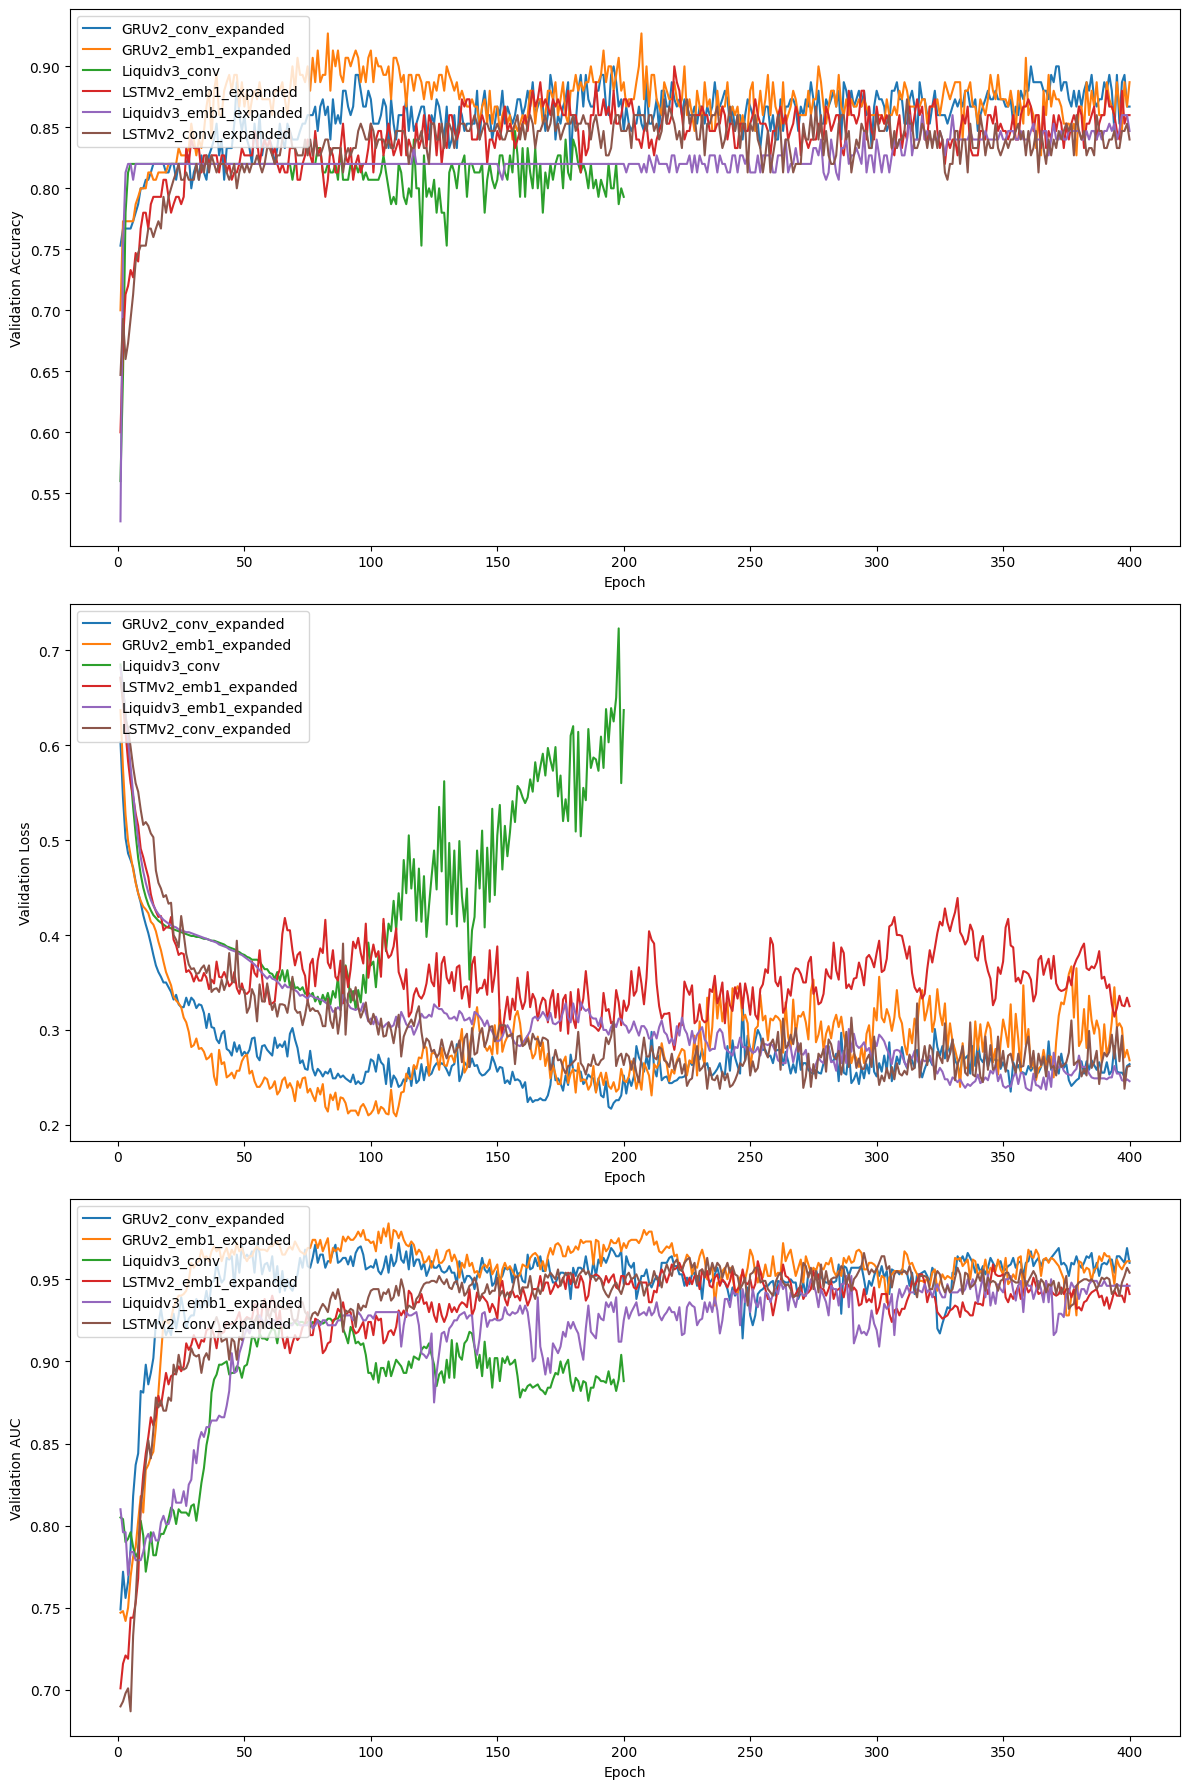 GRUv2_conv_expanded
GRUv2_emb1_expanded
Liquidv3_conv
LSTMv2_emb1_expanded
Liquidv3_emb1_expanded
LSTMv2_conv_expanded
0.90
0.85
0.80
0.75
0.70
0.65
0.60
0.55
Validation Accuracy
0 50 100 150 200 250 300 350 400
Epoch
GRUv2_conv_expanded
GRUv2_emb1_expanded
Liquidv3_conv
LSTMv2_emb1_expanded
Liquidv3_emb1_expanded
LSTMv2_conv_expanded
0.7
0.6
0.5
0.4
0.3
0.2
Validation Loss
0 50 100 150 200 250 300 350 400
Epoch
GRUv2_conv_expanded
GRUv2_emb1_expanded
Liquidv3_conv
LSTMv2_emb1_expanded
Liquidv3_emb1_expanded
LSTMv2_conv_expanded
0.95
0.90
0.85
0.80
0.75
0.70
Validation AUC
0 50 100 150 200 250 300 350 400
Epoch